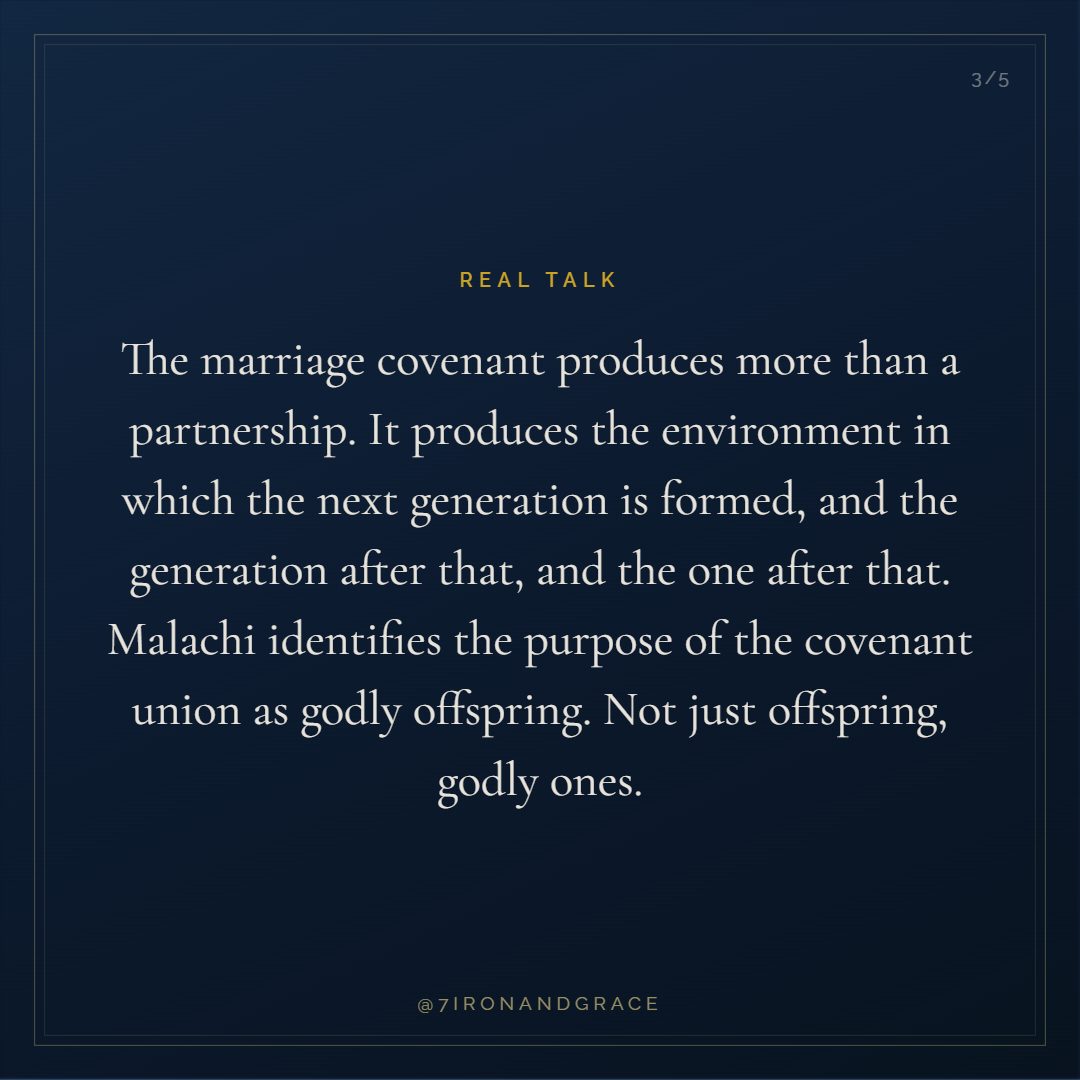 3/5
REAL TALK
The marriage covenant produces more than a
partnership. It produces the environment in
which the next generation is formed, and the
generation after that, and the one after that.
Malachi identifies the purpose of the covenant
union as godly offspring. Not just offspring,
godly ones.
@7IRONANDGRACE